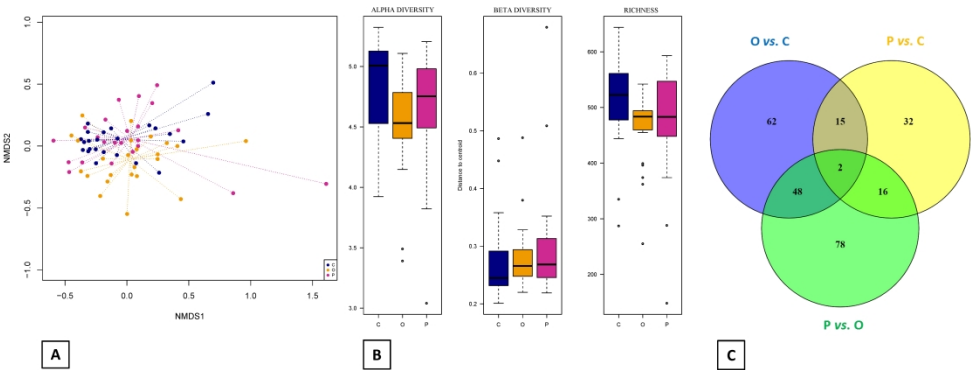 1.0
0.5
0.0
−0.5
−1.0
NMDS2
−0.5 0.0 0.5 1.0 1.5
NMDS1
C
O
P
A
ALPHA DIVERSITY
5.0
4.5
4.0
3.0
C O P
B
BETA DIVERSITY
Distance to centroid
0.6
0.5
0.4
0.3
0.2
C O P
RICHNESS
600
500
400
300
200
C O P
O vs. C
P vs. C
62 15 32
2
48 16
78
P vs. O
C